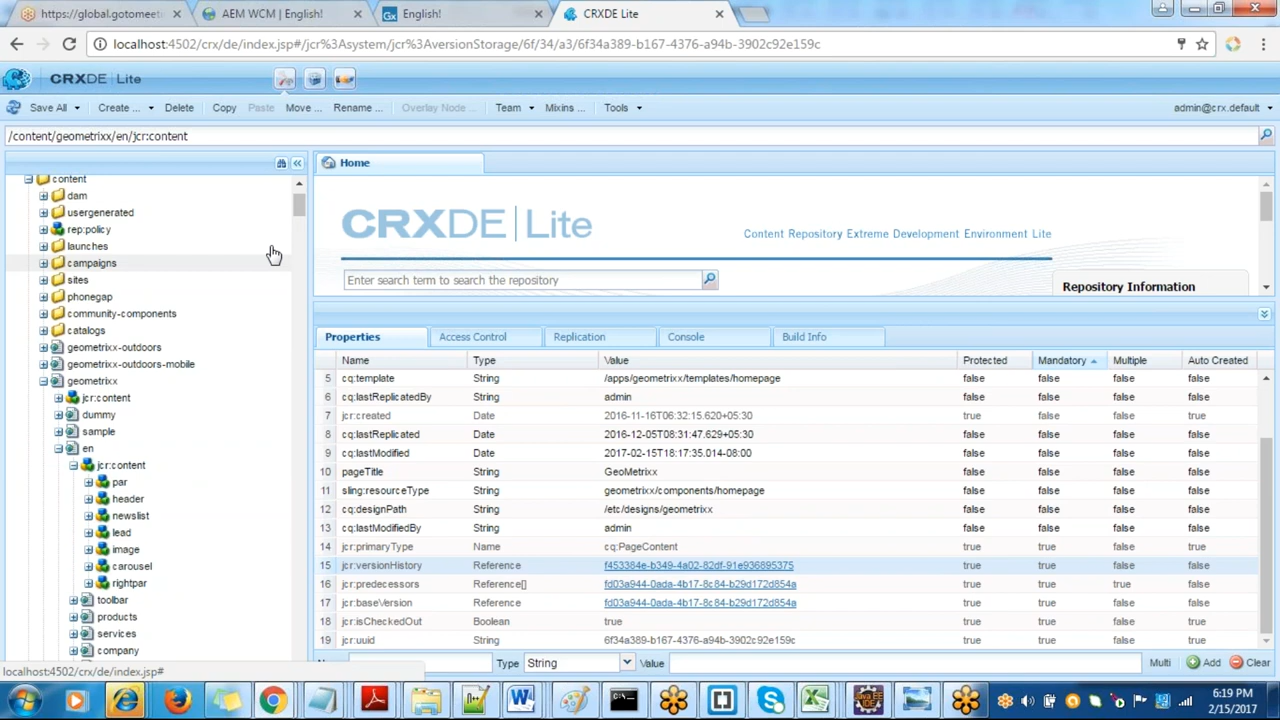 https://global.gotomeeti
AEM WCM | English!
English!
CRXDE Lite
localhost:4502/crx/de/index.jsp#/jcr%3Asystem/jcr%3AversionStorage/6f/34/a3/6f34a389-b167-4376-a94b-3902c92e159c
CRXDE | Lite
Save All
Create ...
Delete
Copy
Paste
Move ...
Rename ...
Overlay Node ...
Team
Mixins ...
Tools
admin@crx.default
/content/geometrixx/en/jcr:content
content
dam
usergenerated
rep:policy
launches
campaigns
sites
phonegap
community-components
catalogs
geometrixx-outdoors
geometrixx-outdoors-mobile
geometrixx
jcr:content
dummy
sample
en
jcr:content
par
header
newslist
lead
image
carousel
rightpar
toolbar
products
services
company
Home
CRXDE | Lite
Content Repository Extreme Development Environment Lite
Enter search term to search the repository
Repository Information
Properties Access Control Replication Console Build Info
Name Type Value Protected Mandatory Multiple Auto Created
5 cq:template String /apps/geometrixx/templates/homepage false false false false
6 cq:lastReplicatedBy String admin false false false false
7 jcr:created Date 2016-11-16T06:32:15.620+05:30 true false false true
8 cq:lastReplicated Date 2016-12-05T08:31:47.629+05:30 false false false false
9 cq:lastModified Date 2017-02-15T18:17:35.014-08:00 false false false false
10 pageTitle String GeoMetrixx false false false false
11 sling:resourceType String geometrixx/components/homepage false false false false
12 cq:designPath String /etc/designs/geometrixx false false false false
13 cq:lastModifiedBy String admin false false false false
14 jcr:primaryType Name cq:PageContent true true false true
15 jcr:versionHistory Reference f453384e-b349-4a02-82df-91e936895375 true true false false
16 jcr:predecessors Reference[] fd03a944-0ada-4b17-8c84-b29d172d854a true true true false
17 jcr:baseVersion Reference fd03a944-0ada-4b17-8c84-b29d172d854a true true false false
18 jcr:isCheckedOut Boolean true true true false true
19 jcr:uuid String 6f34a389-b167-4376-a94b-3902c92e159c true true false true
Type String Value Multi Add Clear
localhost:4502/crx/de/index.jsp#
6:19 PM
2/15/2017